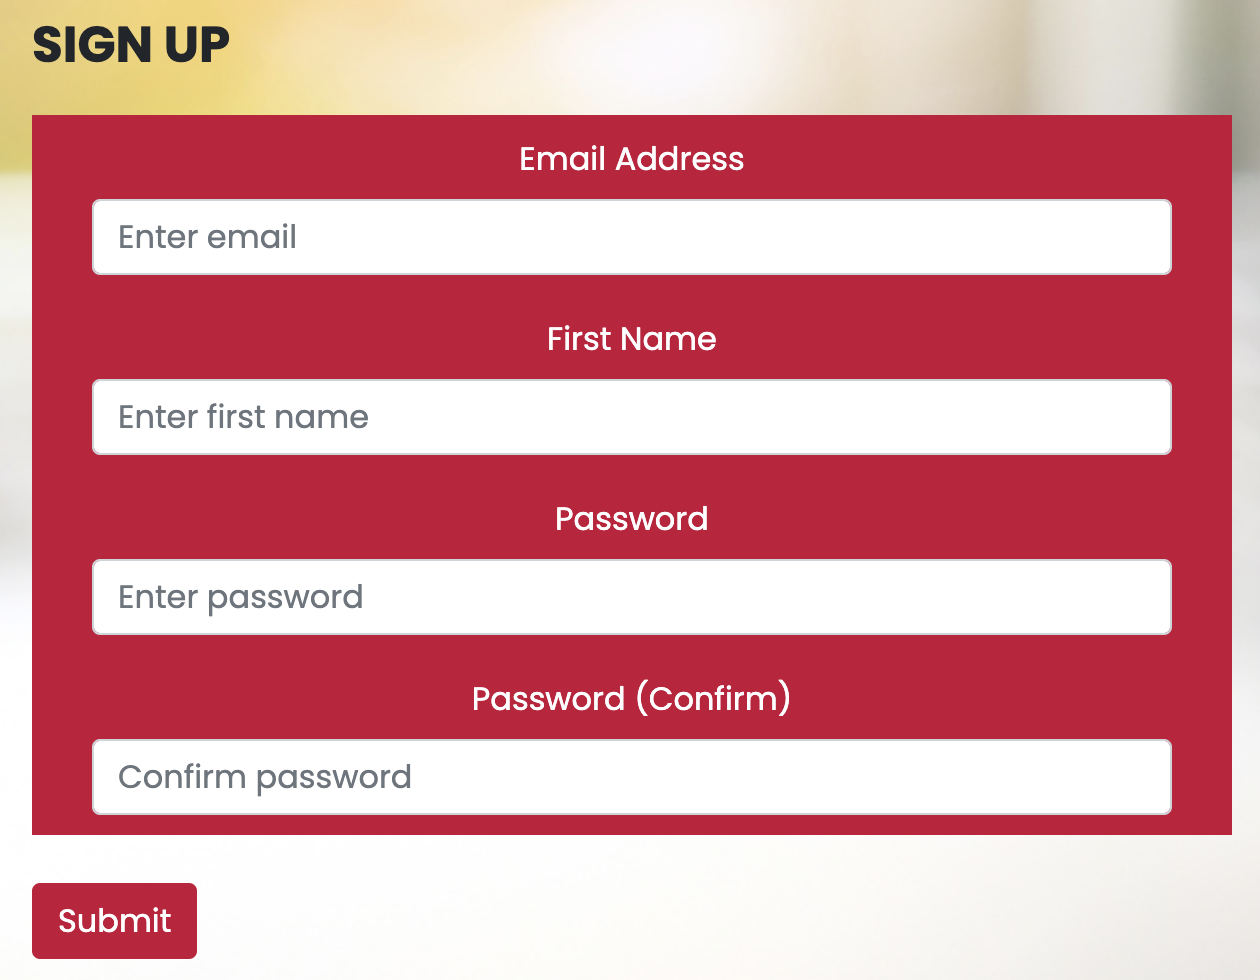 SIGN UP
Email Address
Enter email
First Name
Enter first name
Password
Enter password
Password (Confirm)
Confirm password
Submit